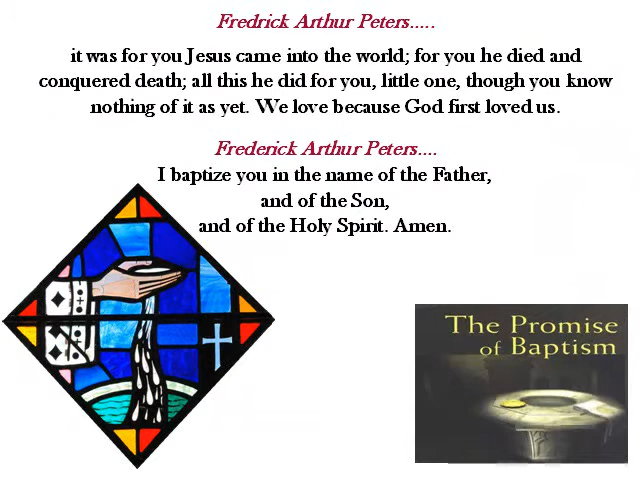 Fredrick Arthur Peters.....
it was for you Jesus came into the world; for you he died and
conquered death; all this he did for you, little one, though you know
nothing of it as yet. We love because God first loved us.
Frederick Arthur Peters....
I baptize you in the name of the Father,
and of the Son,
and of the Holy Spirit. Amen.
The Promise
of Baptism